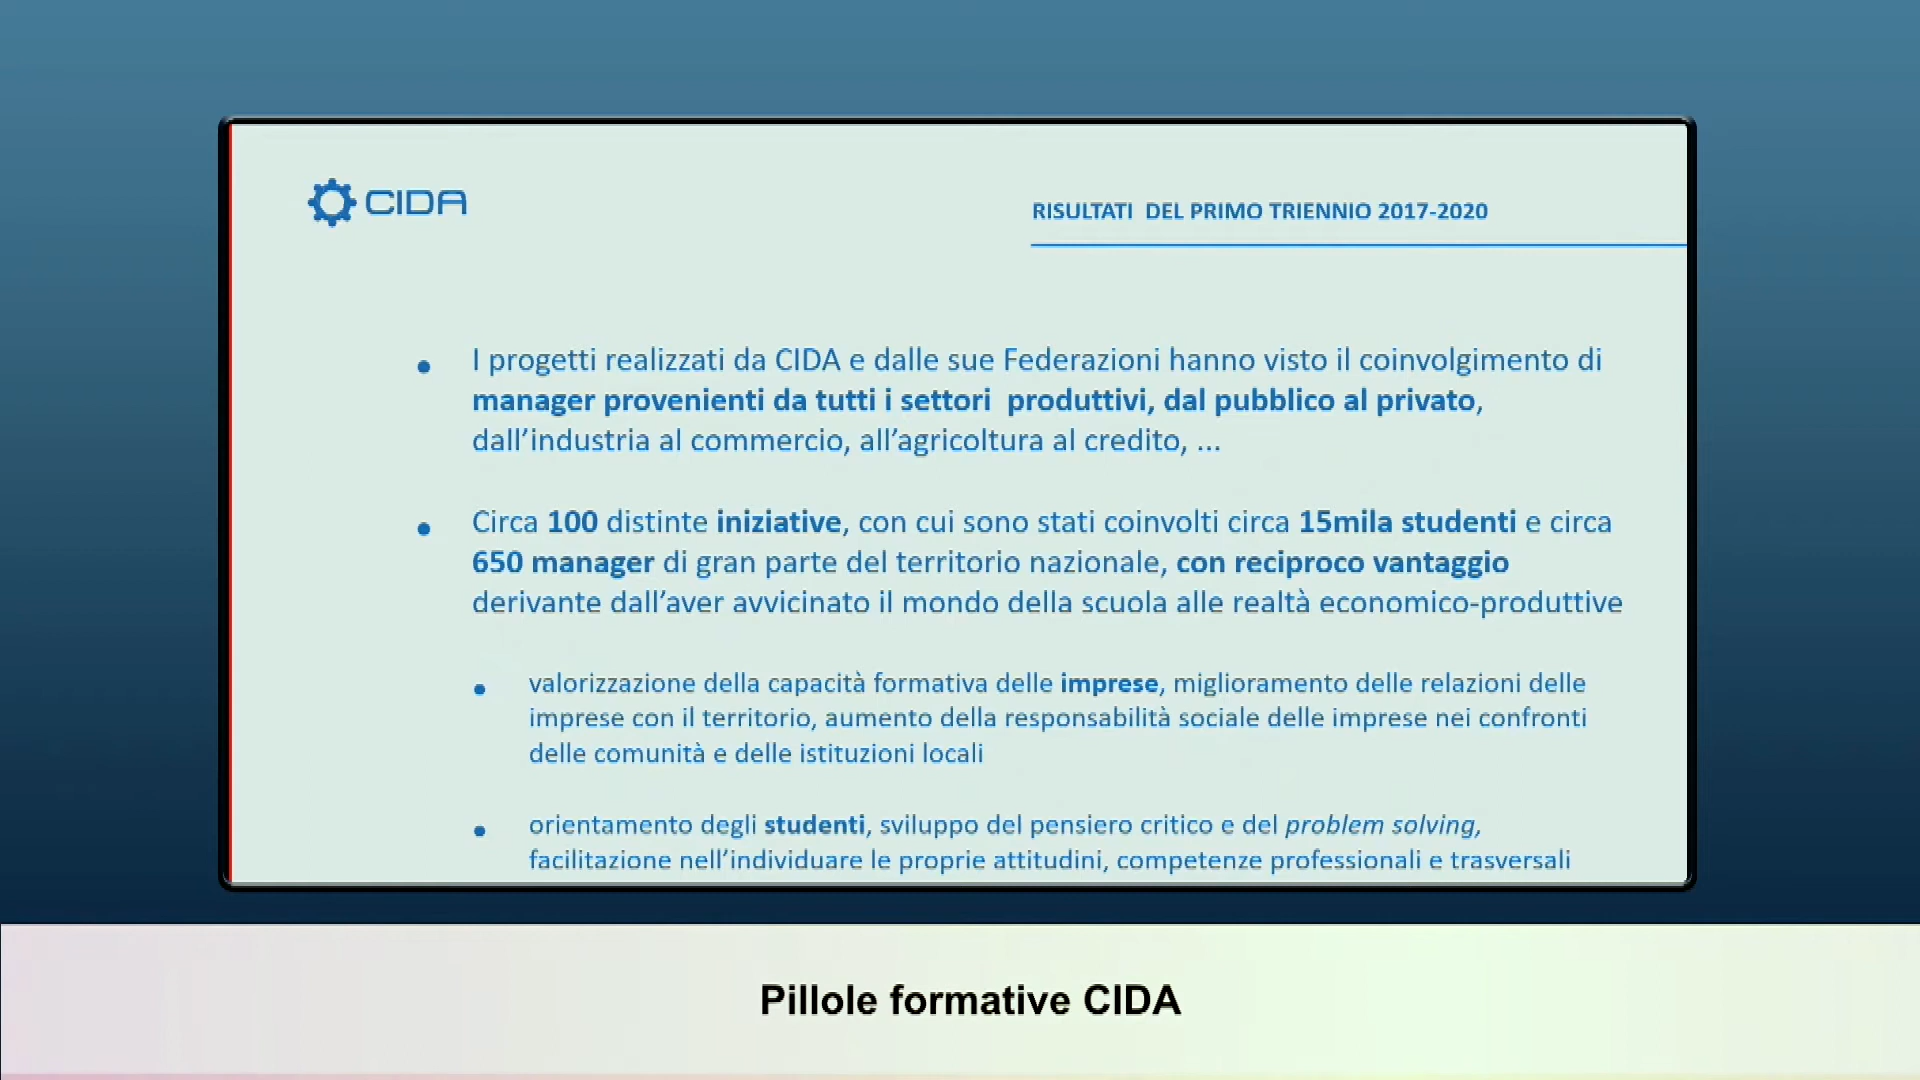 CIDA
RISULTATI  DEL PRIMO TRIENNIO 2017-2020
• I progetti realizzati da CIDA e dalle sue Federazioni hanno visto il coinvolgimento di
manager provenienti da tutti i settori  produttivi, dal pubblico al privato,
dall’industria al commercio, all’agricoltura al credito, ...
• Circa 100 distinte iniziative, con cui sono stati coinvolti circa 15mila studenti e circa
650 manager di gran parte del territorio nazionale, con reciproco vantaggio
derivante dall’aver avvicinato il mondo della scuola alle realtà economico-produttive
• valorizzazione della capacità formativa delle imprese, miglioramento delle relazioni delle
imprese con il territorio, aumento della responsabilità sociale delle imprese nei confronti
delle comunità e delle istituzioni locali
• orientamento degli studenti, sviluppo del pensiero critico e del problem solving,
facilitazione nell’individuare le proprie attitudini, competenze professionali e trasversali
Pillole formative CIDA